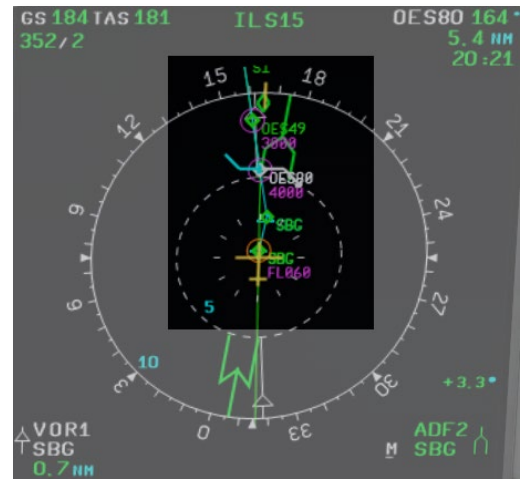 GS 184 TAS 181 ILS15 OES80 164°
352/2 5.4 NM
20:21
S1
15 18
12 21
OES49
3000
OES80
4000
9 24
SBG
SBG
FL060
6 27
5
10
3 30
0 33
+3.3°
VOR1 ADF2
SBG M SBG
0.7 NM